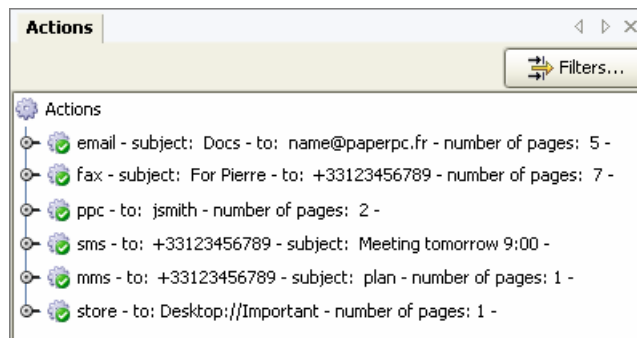 Actions
Filters...
Actions
email - subject: Docs - to: name@paperpc.fr - number of pages: 5 -
fax - subject: For Pierre - to: +33123456789 - number of pages: 7 -
ppc - to: jsmith - number of pages: 2 -
sms - to: +33123456789 - subject: Meeting tomorrow 9:00 -
mms - to: +33123456789 - subject: plan - number of pages: 1 -
store - to: Desktop://Important - number of pages: 1 -